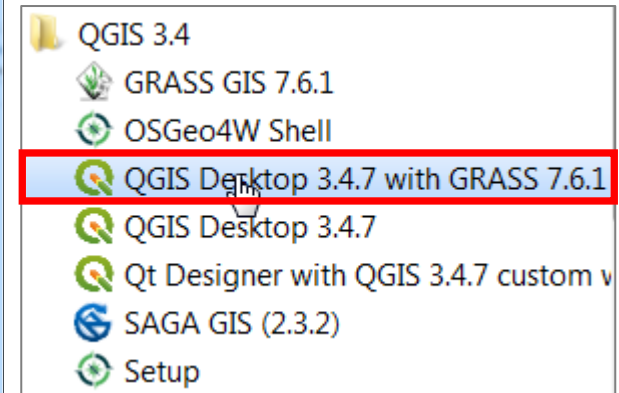 QGIS 3.4
GRASS GIS 7.6.1
OSGeo4W Shell
QGIS Desktop 3.4.7 with GRASS 7.6.1
QGIS Desktop 3.4.7
Qt Designer with QGIS 3.4.7 custom
SAGA GIS (2.3.2)
Setup